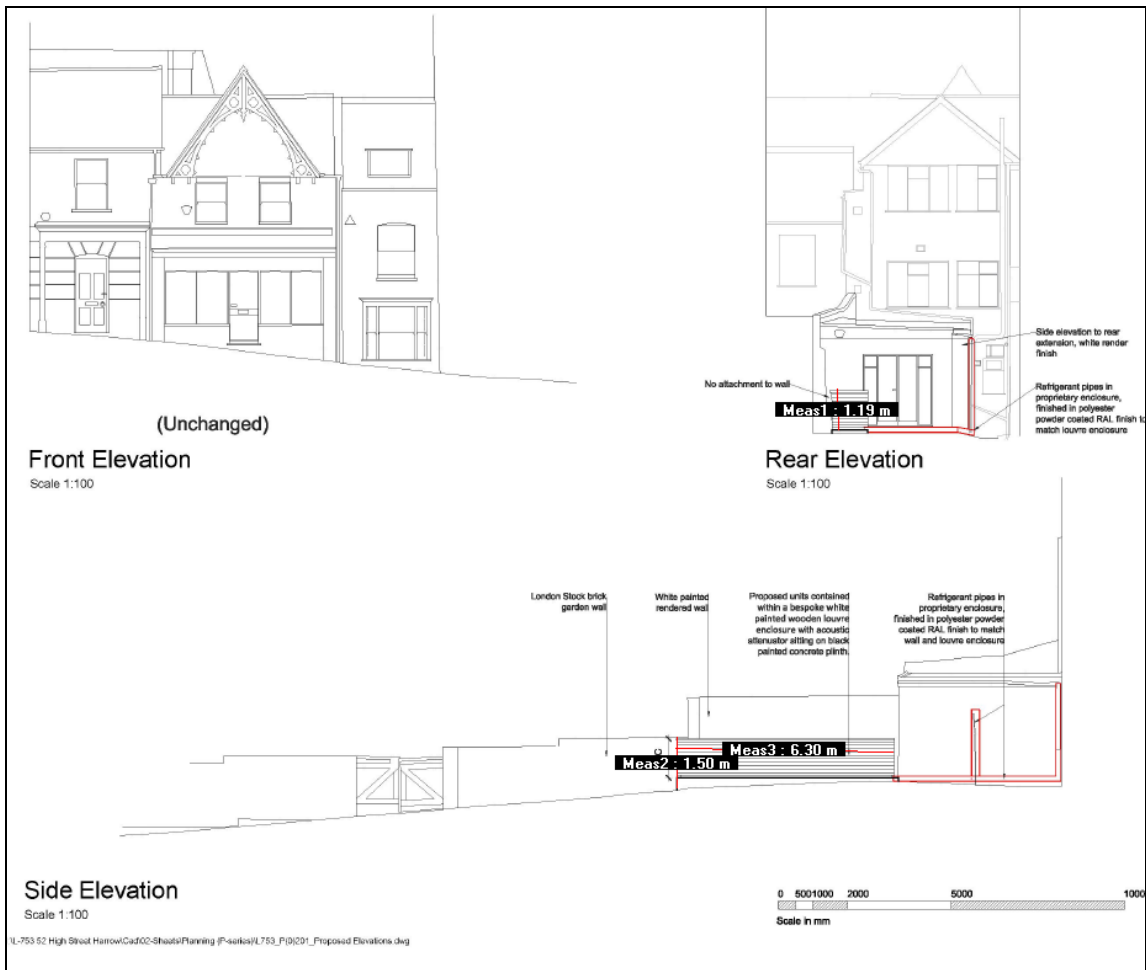 (Unchanged)
Front Elevation
Scale 1:100
No attachment to wall
Meas1 : 1.19 m
Side elevation to rear
extension, white render
finish
Rafrigerant pipes in
proprietary enclosure,
finished in polyester
powder coated RAL finish to
match louvre enclosure
Rear Elevation
Scale 1:100
London Stock brick
garden wall
White painted
rendered wall
Proposed units contained
within a bespoke white
painted wooden louvre
enclosure with acoustic
attenuator sitting on black
painted concrete plinth.
Rafrigerant pipes in
proprietary enclosure,
finished in polyester powder
coated RAL finish to match
wall and louvre enclosure
Meas3 : 6.30 m
Meas2 : 1.50 m
Side Elevation
Scale 1:100
0 500 1000 2000 5000 1000
Scale in mm
\L-753 52 High Street Harrow\Cad\02-Sheets\Planning (P-series)\L753_P(0)201_Proposed Elevations.dwg